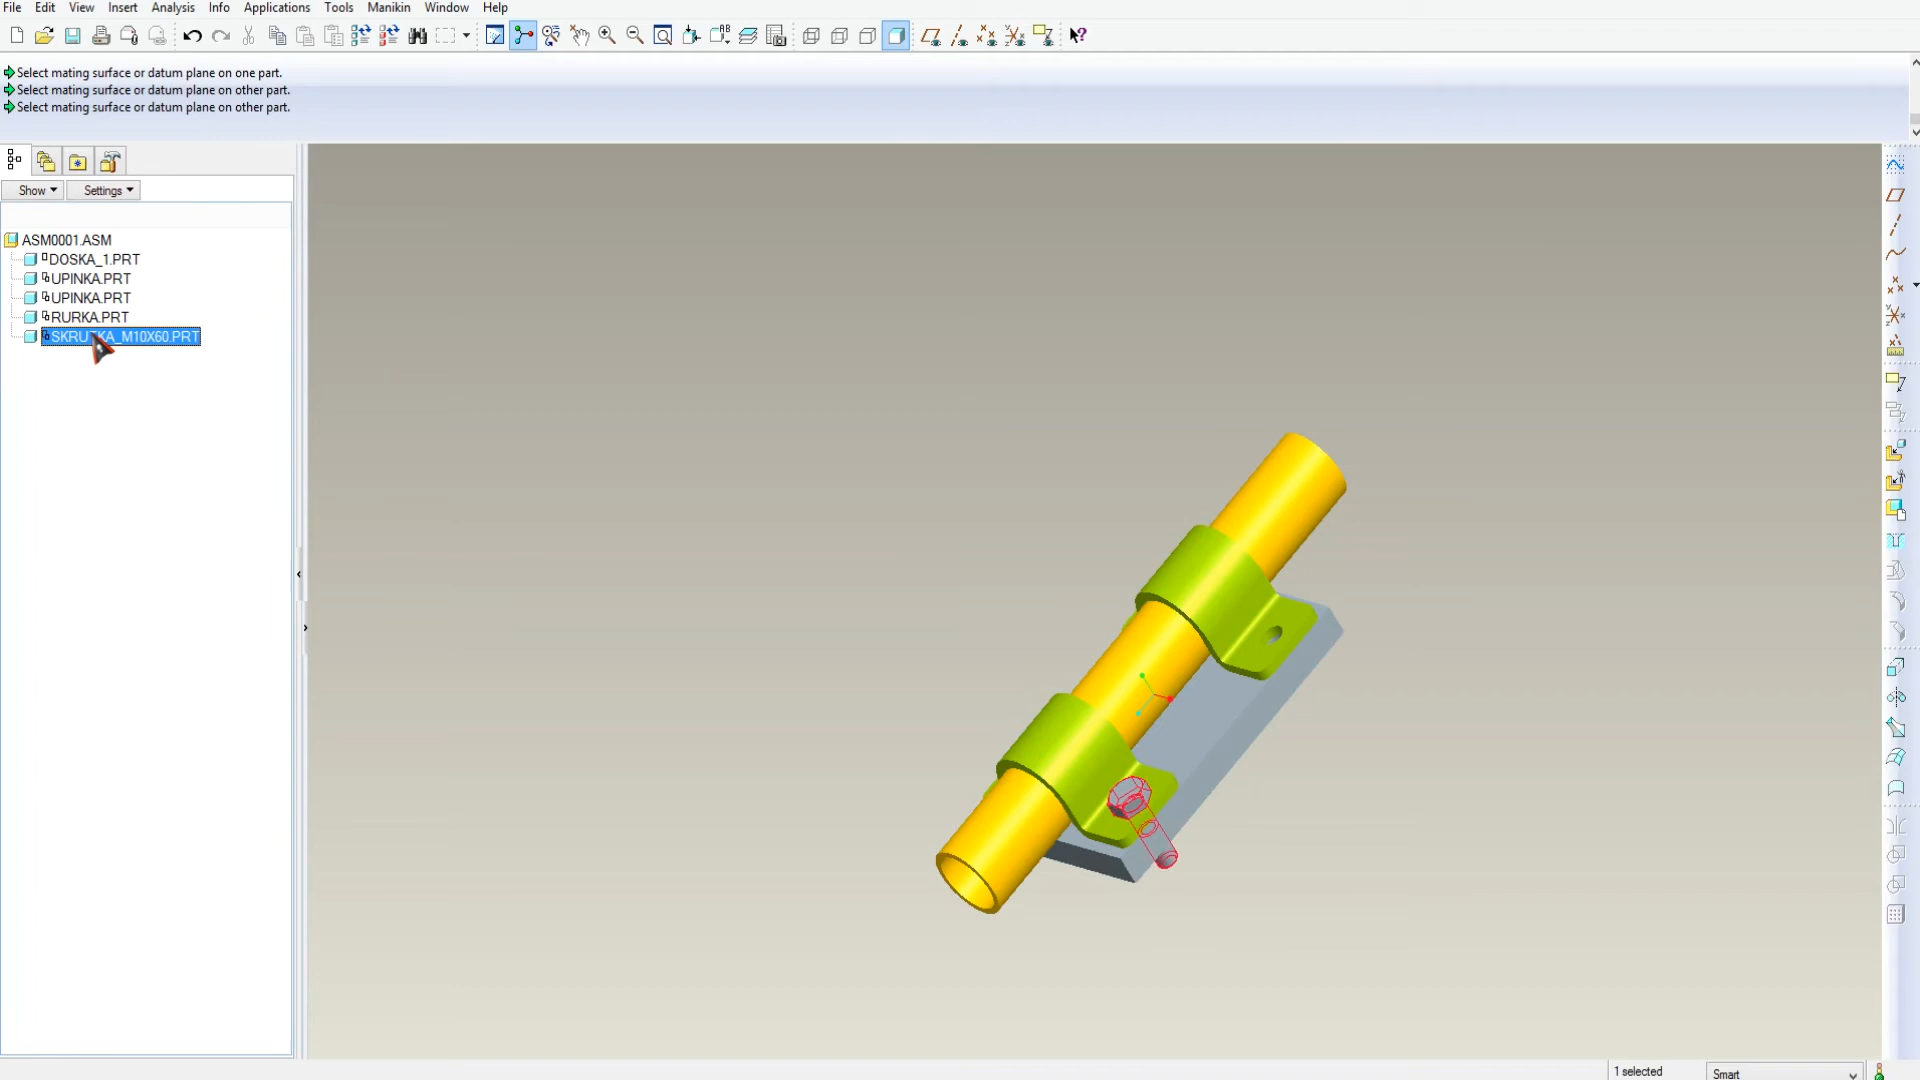 File Edit View Insert Analysis Info Applications Tools Manikin Window Help
Select mating surface or datum plane on one part.
Select mating surface or datum plane on other part.
Select mating surface or datum plane on other part.
Show Settings
ASM0001.ASM
DOSKA_1.PRT
UPINKA.PRT
UPINKA.PRT
RURKA.PRT
SKRUTKA_M10X60.PRT
1 selected Smart